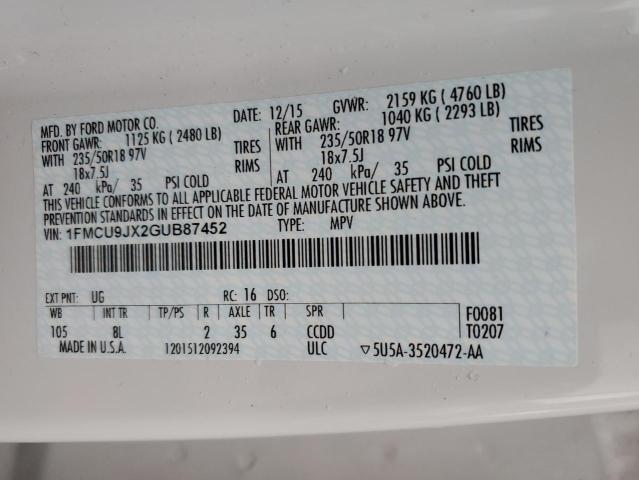 MFD. BY FORD MOTOR CO.
DATE: 12/15 GVWR: 2159 KG ( 4760 LB)
FRONT GAWR: 1125 KG ( 2480 LB)
REAR GAWR: 1040 KG ( 2293 LB)
WITH 235/50R18 97V TIRES
WITH 235/50R18 97V TIRES
18x7.5J RIMS
18x7.5J RIMS
AT 240 kPa/ 35 PSI COLD
AT 240 kPa/ 35 PSI COLD
THIS VEHICLE CONFORMS TO ALL APPLICABLE FEDERAL MOTOR VEHICLE SAFETY AND THEFT
PREVENTION STANDARDS IN EFFECT ON THE DATE OF MANUFACTURE SHOWN ABOVE.
VIN: 1FMCU9JX2GUB87452 TYPE: MPV
EXT PNT: UG RC: 16 DSO:
WB INT TR TP/PS R AXLE TR SPR F0081
105 8L 2 35 6 CCDD T0207
MADE IN U.S.A. 1201512092394 ULC ▽5U5A-3520472-AA